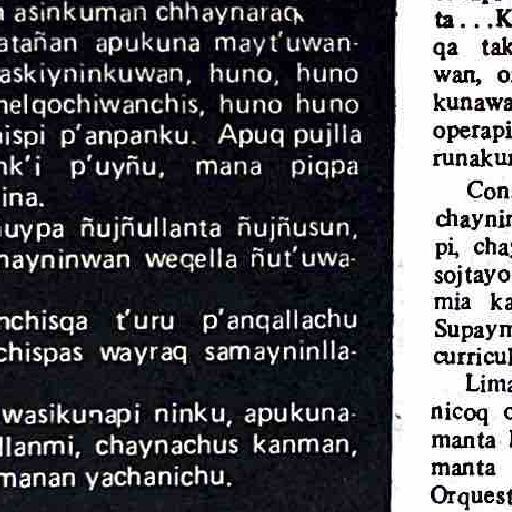 asinkuman chhaynaraq
atañan apukuna mayt'uwan-
askiyninkuwan, huno, huno
helqochiwanchis, huno huno
hispi p'anpanku. Apuq pujlla
nk'i p'uyñu, mana piqpa
ina.
uypa ñujñullanta ñujñusun,
hayninwan weqella ñut'uwa-
nchisqa t'uru p'anqallachu
chispas wayraq samayninlla-
wasikunapi ninku, apukuna-
llanmi, chaynachus kanman,
manan yachanichu.
ta...K
qa tak
wan, o
kunawa
operapi
runakun
Con
chaynin
pi, chay
sojtayo
mia ka
Supaym
curricul
Lima
nicoq
manta
manta
Orquest